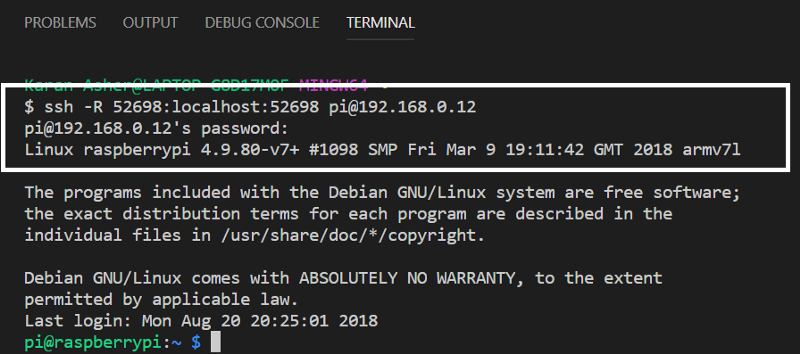 PROBLEMS OUTPUT DEBUG CONSOLE TERMINAL
Karan Asher@LAPTOP MINGW64
$ ssh -R 52698:localhost:52698 pi@192.168.0.12
pi@192.168.0.12's password:
Linux raspberrypi 4.9.80-v7+ #1098 SMP Fri Mar 9 19:11:42 GMT 2018 armv7l
The programs included with the Debian GNU/Linux system are free software;
the exact distribution terms for each program are described in the
individual files in /usr/share/doc/*/copyright.
Debian GNU/Linux comes with ABSOLUTELY NO WARRANTY, to the extent
permitted by applicable law.
Last login: Mon Aug 20 20:25:01 2018
pi@raspberrypi:~ $